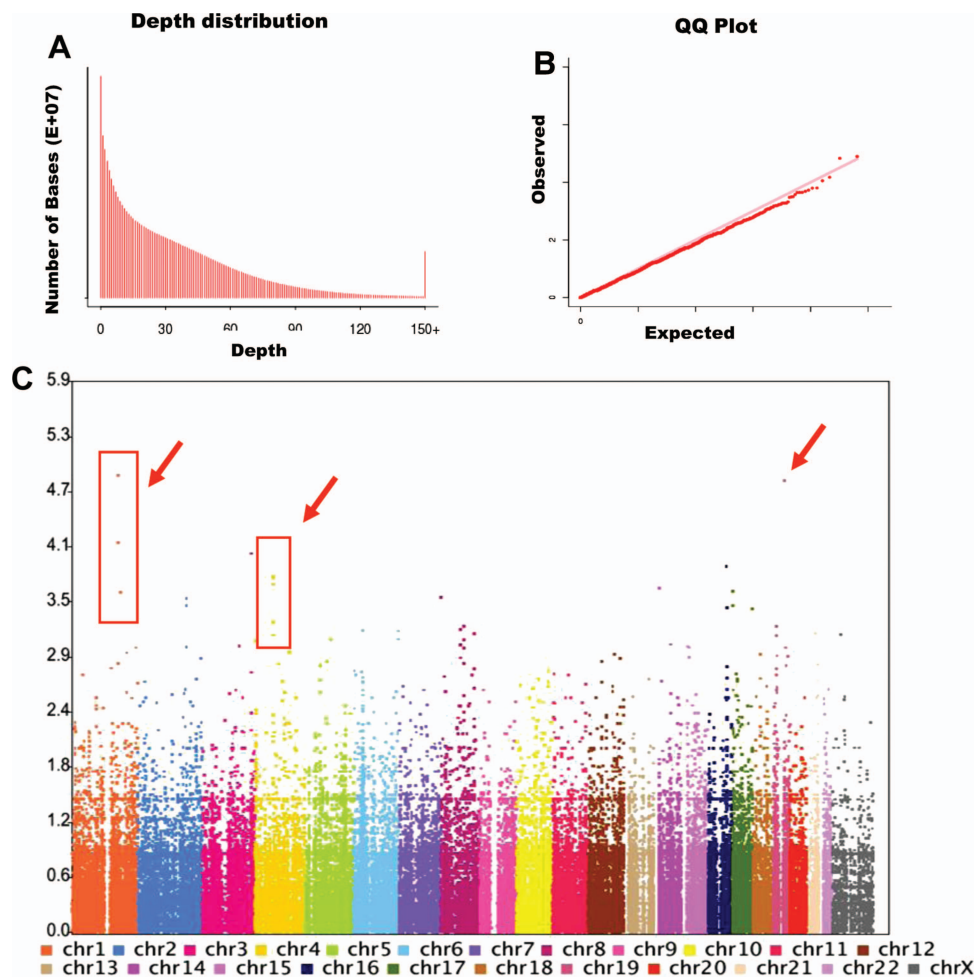 Depth distribution
A
Number of Bases (E+07)
0 30 60 90 120 150+
Depth
QQ Plot
B
Observed
2
0
0
Expected
C
5.9
5.3
4.7
4.1
3.5
2.9
2.4
1.8
1.2
0.6
0.0
chr1 chr2 chr3 chr4 chr5 chr6 chr7 chr8 chr9 chr10 chr11 chr12
chr13 chr14 chr15 chr16 chr17 chr18 chr19 chr20 chr21 chr22 chrX